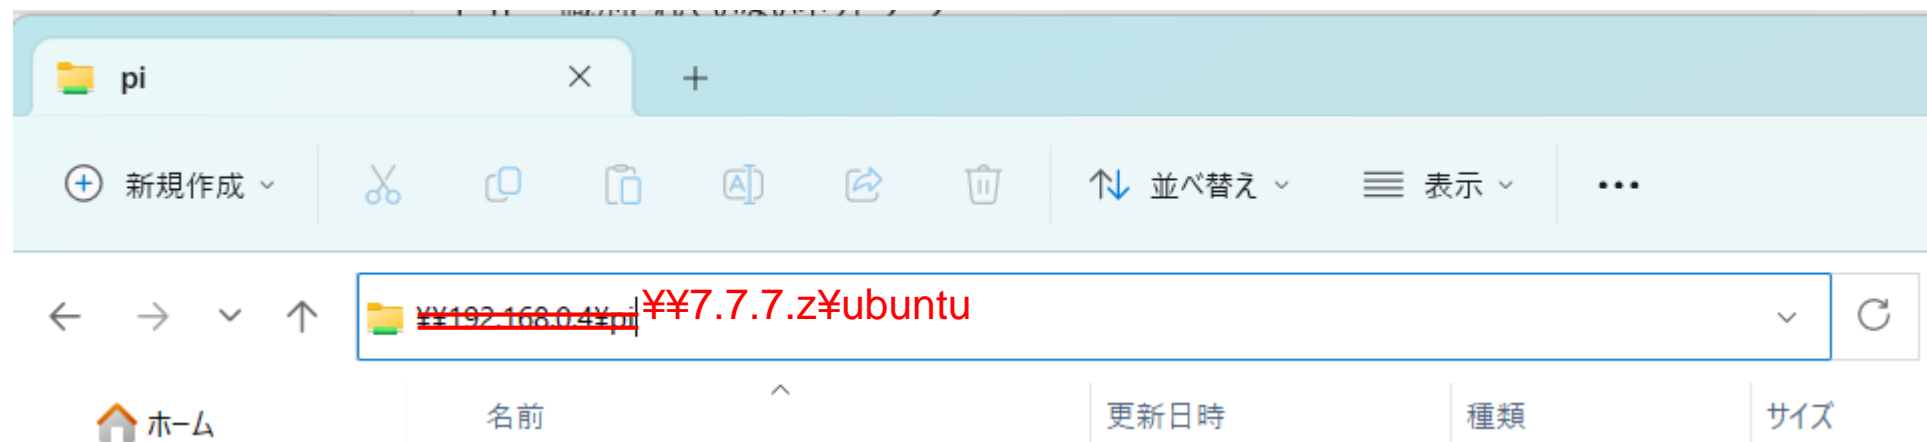 pi
新規作成
並べ替え
表示
¥¥192.168.0.4¥pi ¥¥7.7.7.z¥ubuntu
ホーム
名前
更新日時
種類
サイズ